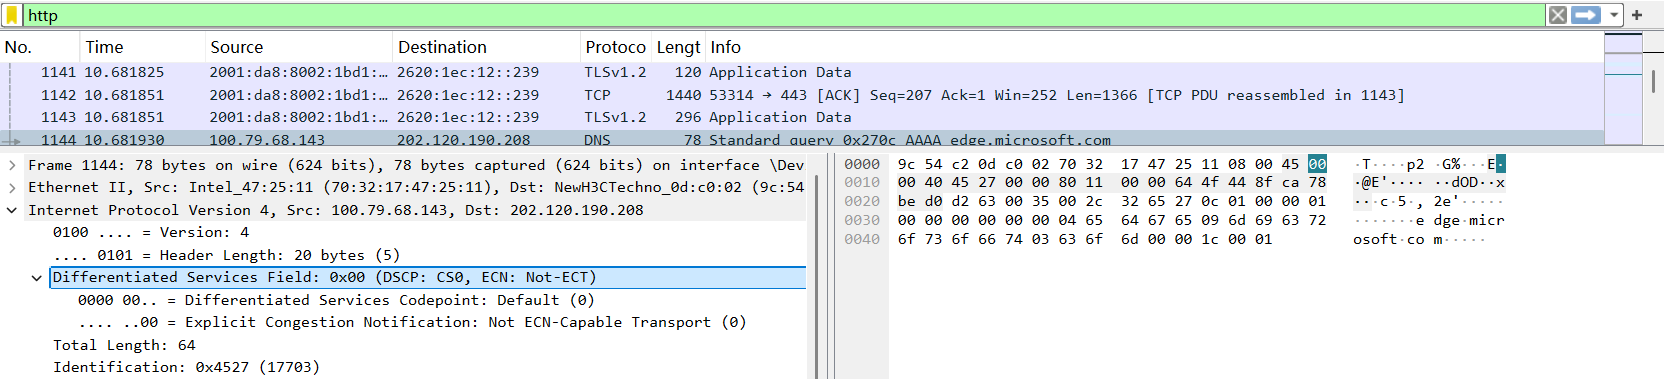 http
No. Time Source Destination Protoco Lengt Info
1141 10.681825 2001:da8:8002:1bd1:… 2620:1ec:12::239 TLSv1.2 120 Application Data
1142 10.681851 2001:da8:8002:1bd1:… 2620:1ec:12::239 TCP 1440 53314 → 443 [ACK] Seq=207 Ack=1 Win=252 Len=1366 [TCP PDU reassembled in 1143]
1143 10.681851 2001:da8:8002:1bd1:… 2620:1ec:12::239 TLSv1.2 296 Application Data
1144 10.681930 100.79.68.143 202.120.190.208 DNS 78 Standard query 0x270c AAAA edge.microsoft.com
Frame 1144: 78 bytes on wire (624 bits), 78 bytes captured (624 bits) on interface \Dev
Ethernet II, Src: Intel_47:25:11 (70:32:17:47:25:11), Dst: NewH3CTechno_0d:c0:02 (9c:54
Internet Protocol Version 4, Src: 100.79.68.143, Dst: 202.120.190.208
0100 .... = Version: 4
.... 0101 = Header Length: 20 bytes (5)
Differentiated Services Field: 0x00 (DSCP: CS0, ECN: Not-ECT)
0000 00.. = Differentiated Services Codepoint: Default (0)
.... ..00 = Explicit Congestion Notification: Not ECN-Capable Transport (0)
Total Length: 64
Identification: 0x4527 (17703)
0000 9c 54 c2 0d c0 02 70 32 17 47 25 11 08 00 45 00 ·T····p2 ·G%···E·
0010 00 40 45 27 00 00 80 11 00 00 64 4f 44 8f ca 78 ·@E'···· ··dOD··x
0020 be d0 d2 63 00 35 00 2c 32 65 27 0c 01 00 00 01 ···c·5·, 2e'·····
0030 00 00 00 00 00 00 04 65 64 67 65 09 6d 69 63 72 ·······e dge·micr
0040 6f 73 6f 66 74 03 63 6f 6d 00 00 1c 00 01 osoft·co m·····